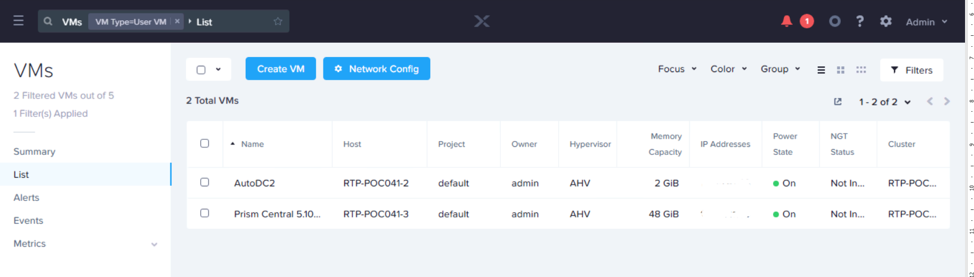 VMs VM Type=User VM × List
1 ? Admin
VMs
2 Filtered VMs out of 5
1 Filter(s) Applied
Summary
List
Alerts
Events
Metrics
Create VM Network Config Focus Color Group Filters
2 Total VMs 1 - 2 of 2
Name Host Project Owner Hypervisor Memory Capacity IP Addresses Power State NGT Status Cluster
AutoDC2 RTP-POC041-2 default admin AHV 2 GiB On Not In... RTP-POC...
Prism Central 5.10... RTP-POC041-3 default admin AHV 48 GiB On Not In... RTP-POC...